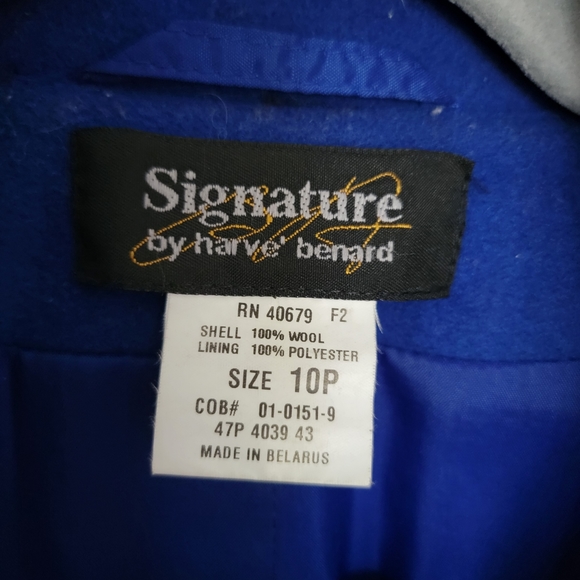 Signature
by harve' benard
RN 40679 F2
SHELL 100% WOOL
LINING 100% POLYESTER
SIZE 10P
COB# 01-0151-9
47P 4039 43
MADE IN BELARUS